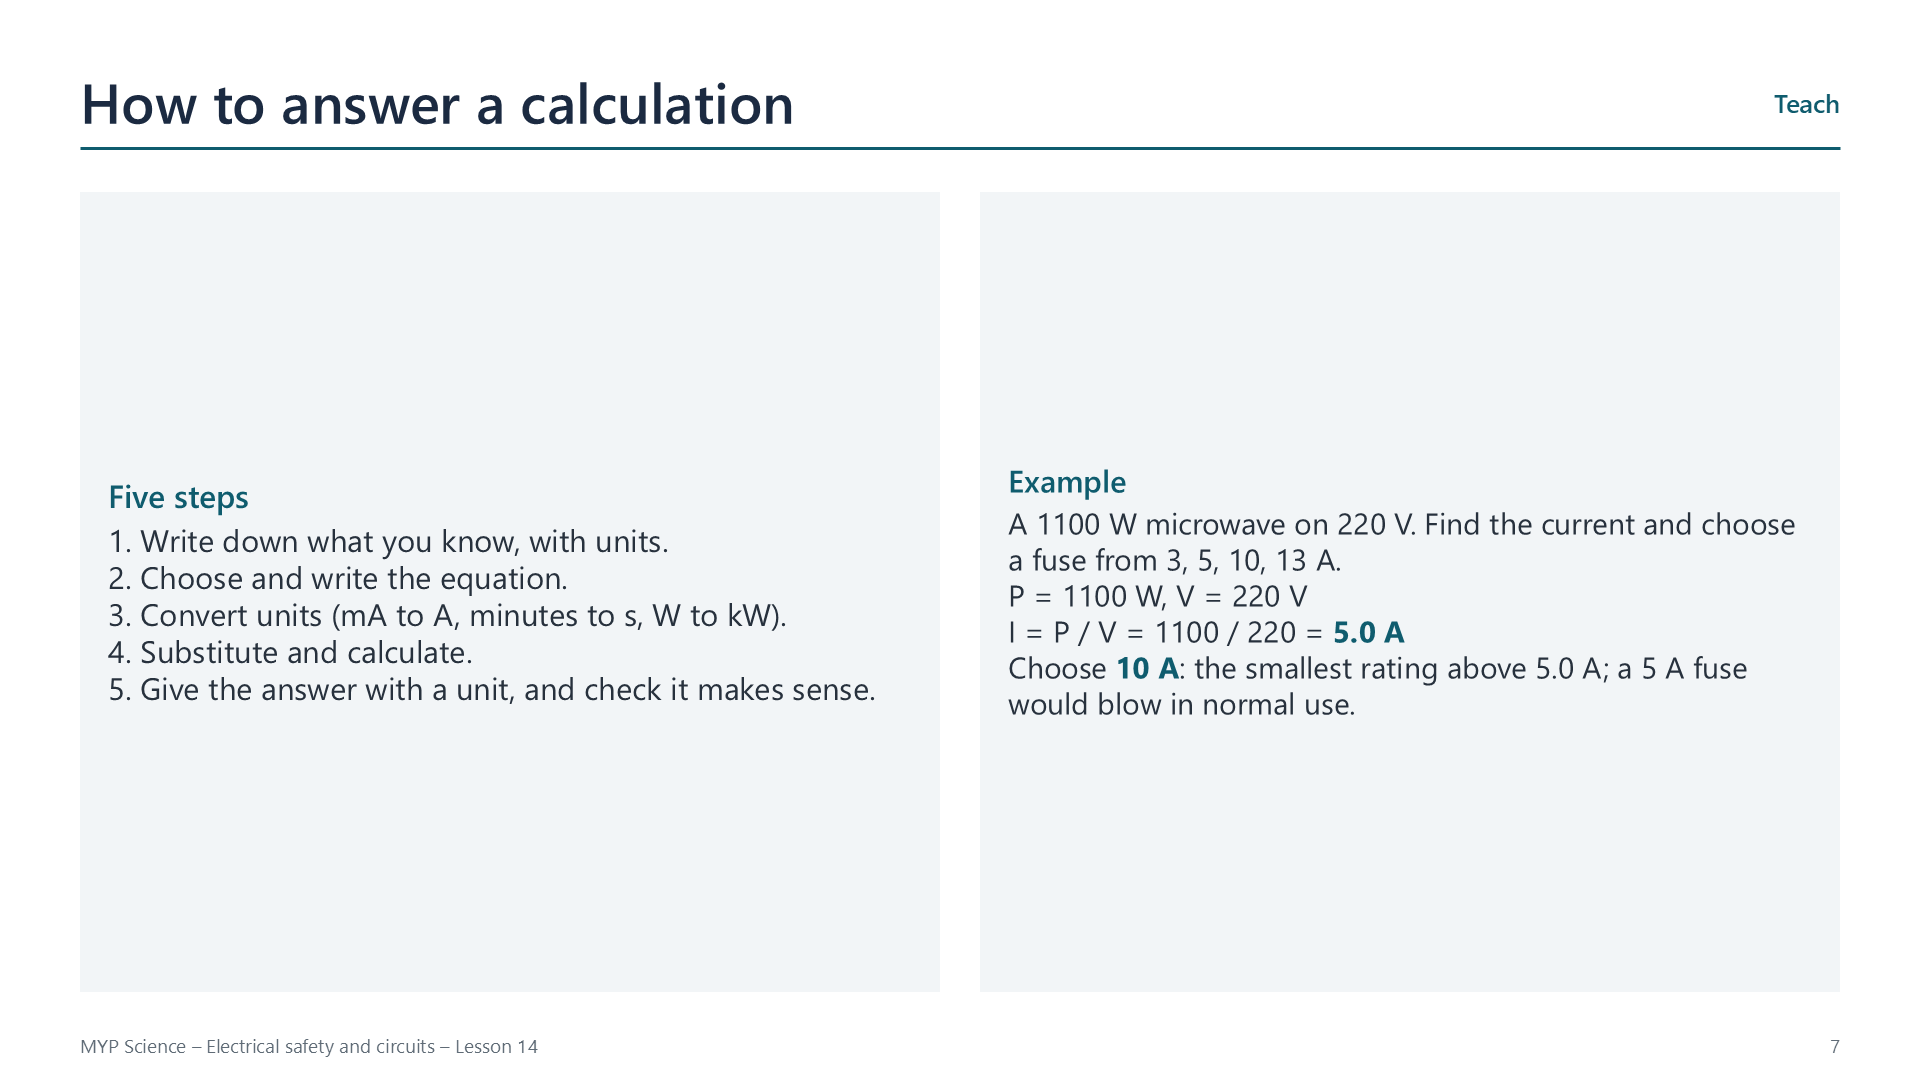 How to answer a calculation
Teach
Five steps
1. Write down what you know, with units.
2. Choose and write the equation.
3. Convert units (mA to A, minutes to s, W to kW).
4. Substitute and calculate.
5. Give the answer with a unit, and check it makes sense.
Example
A 1100 W microwave on 220 V. Find the current and choose
a fuse from 3, 5, 10, 13 A.
P = 1100 W, V = 220 V
I = P / V = 1100 / 220 = 5.0 A
Choose 10 A: the smallest rating above 5.0 A; a 5 A fuse
would blow in normal use.
MYP Science – Electrical safety and circuits – Lesson 14
7